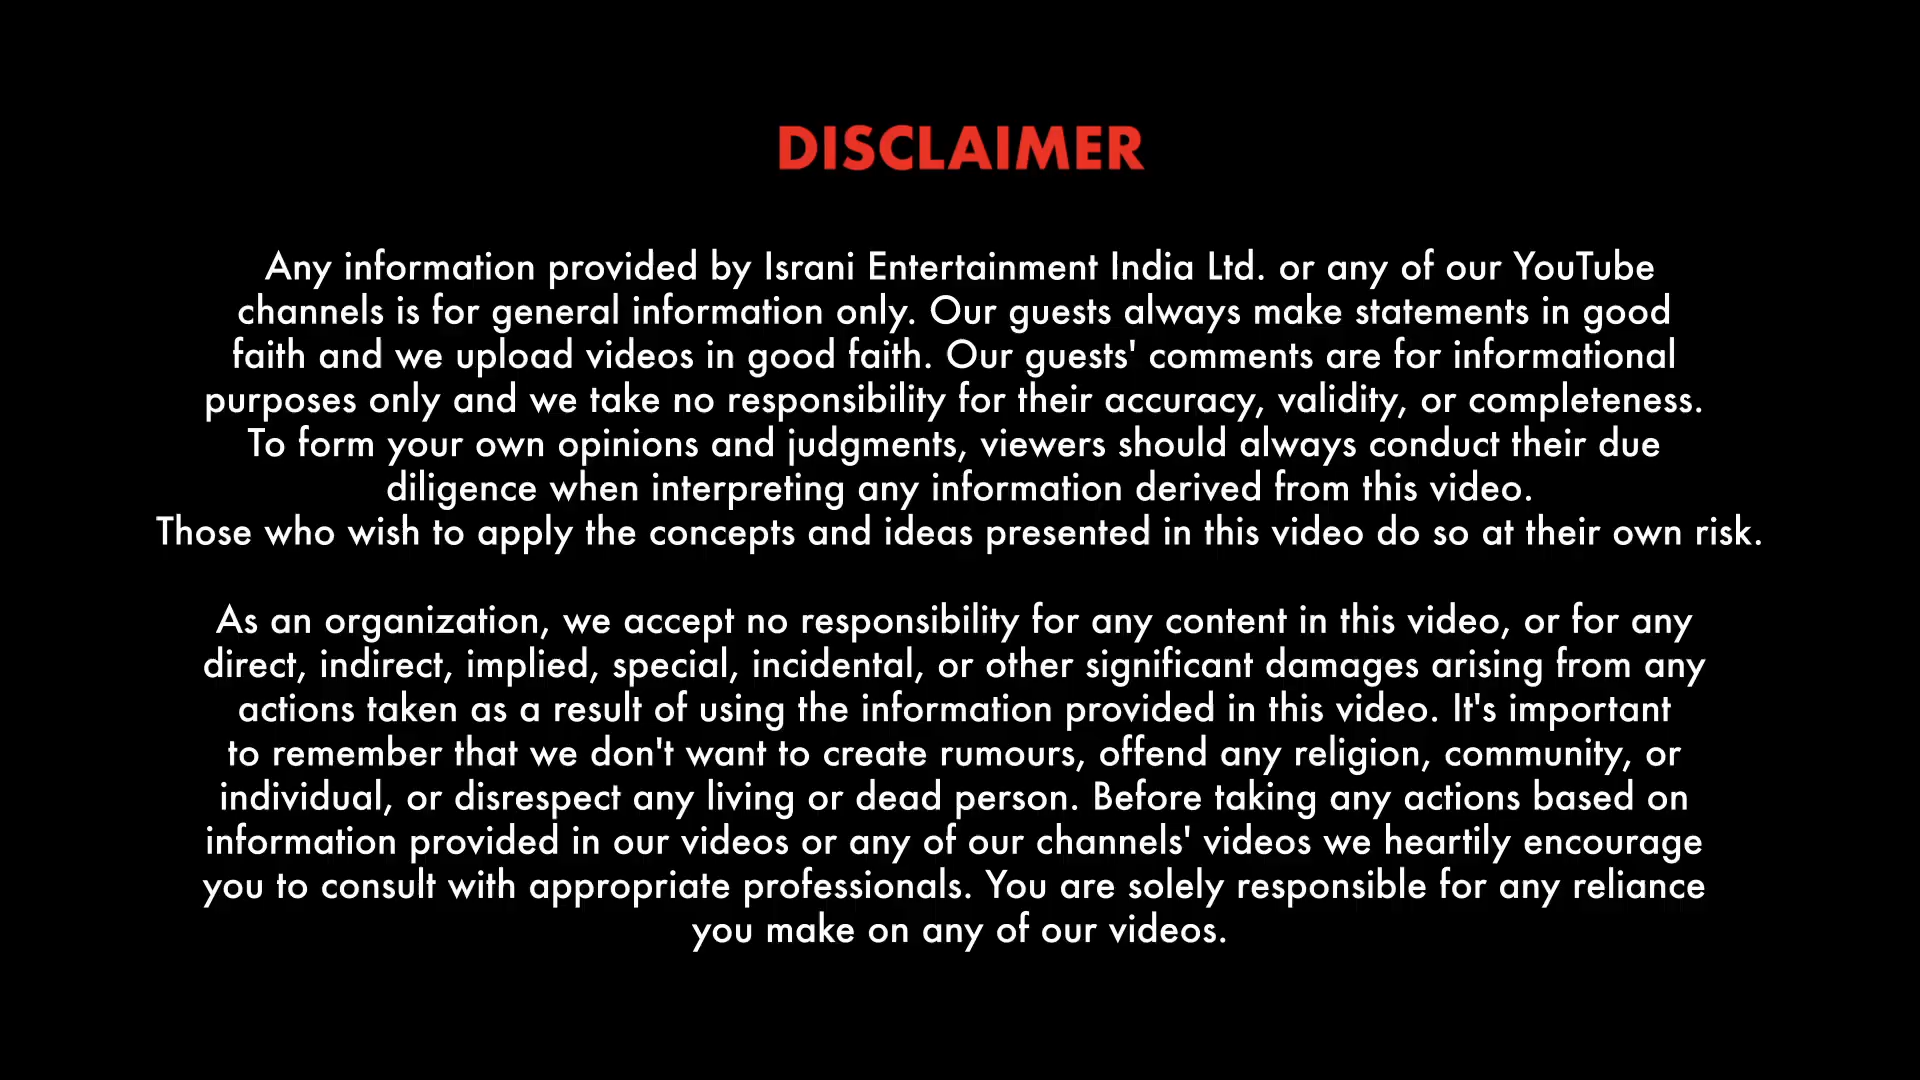 DISCLAIMER
Any information provided by Israni Entertainment India Ltd. or any of our YouTube
channels is for general information only. Our guests always make statements in good
faith and we upload videos in good faith. Our guests' comments are for informational
purposes only and we take no responsibility for their accuracy, validity, or completeness.
To form your own opinions and judgments, viewers should always conduct their due
diligence when interpreting any information derived from this video.
Those who wish to apply the concepts and ideas presented in this video do so at their own risk.
As an organization, we accept no responsibility for any content in this video, or for any
direct, indirect, implied, special, incidental, or other significant damages arising from any
actions taken as a result of using the information provided in this video. It's important
to remember that we don't want to create rumours, offend any religion, community, or
individual, or disrespect any living or dead person. Before taking any actions based on
information provided in our videos or any of our channels' videos we heartily encourage
you to consult with appropriate professionals. You are solely responsible for any reliance
you make on any of our videos.